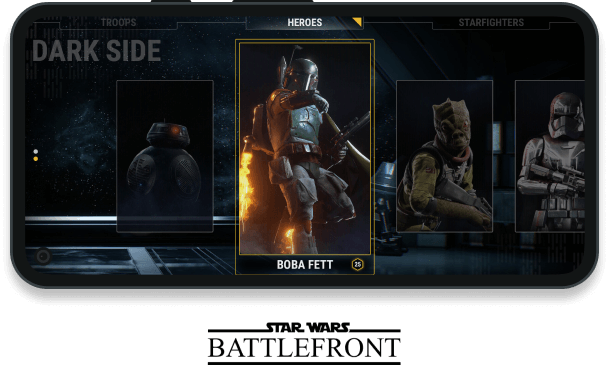 TROOPS
HEROES
STARFIGHTERS
DARK SIDE
BOBA FETT
25
STAR WARS
BATTLEFRONT